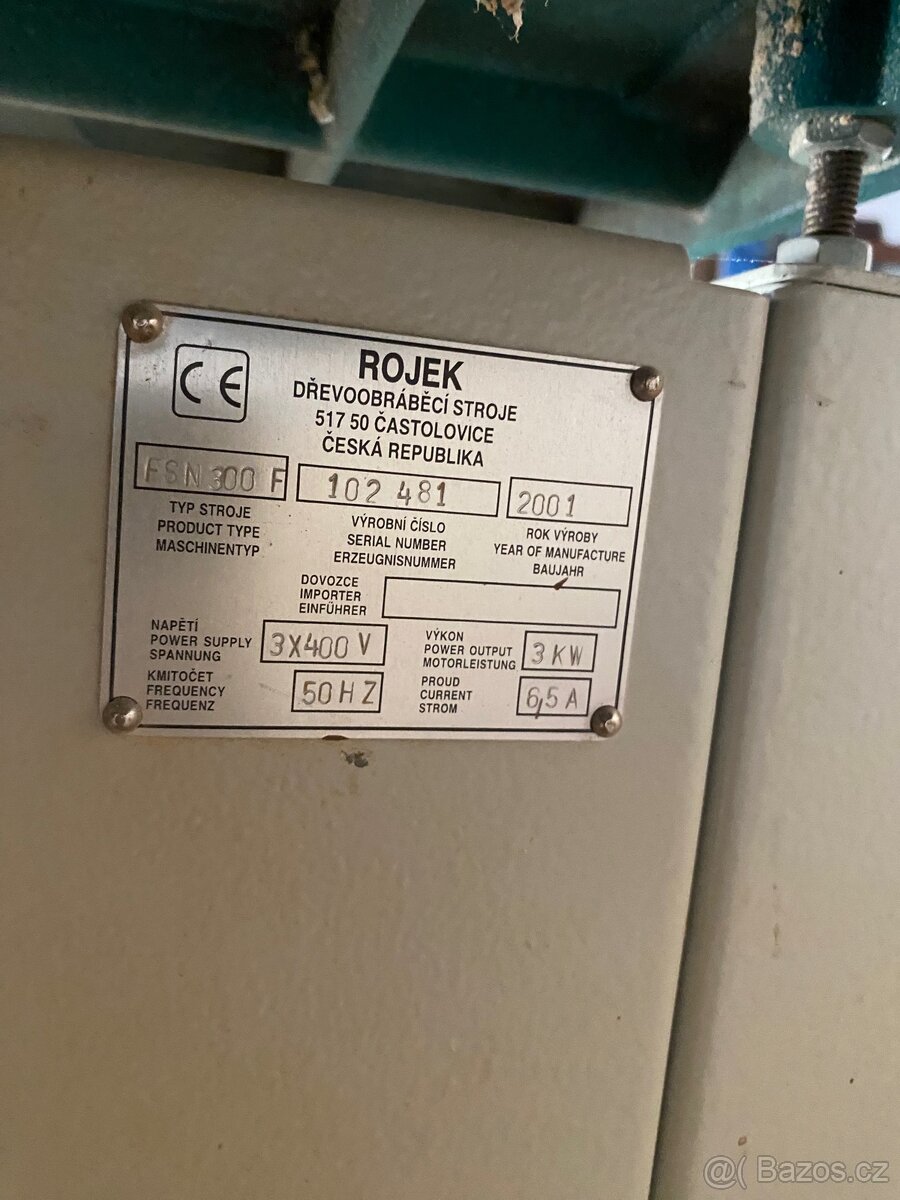 CE
ROJEK
DŘEVOOBRÁBĚCÍ STROJE
517 50 ČASTOLOVICE
ČESKÁ REPUBLIKA
FSN 300 F
TYP STROJE
PRODUCT TYPE
MASCHINENTYP
102 481
VÝROBNÍ ČÍSLO
SERIAL NUMBER
ERZEUGNISNUMMER
2001
ROK VÝROBY
YEAR OF MANUFACTURE
BAUJAHR
DOVOZCE
IMPORTER
EINFÜHRER
NAPĚTÍ
POWER SUPPLY
SPANNUNG
3X400 V
VÝKON
POWER OUTPUT
MOTORLEISTUNG
3 KW
KMITOČET
FREQUENCY
FREQUENZ
50 HZ
PROUD
CURRENT
STROM
6,5 A
@( Bazos.cz